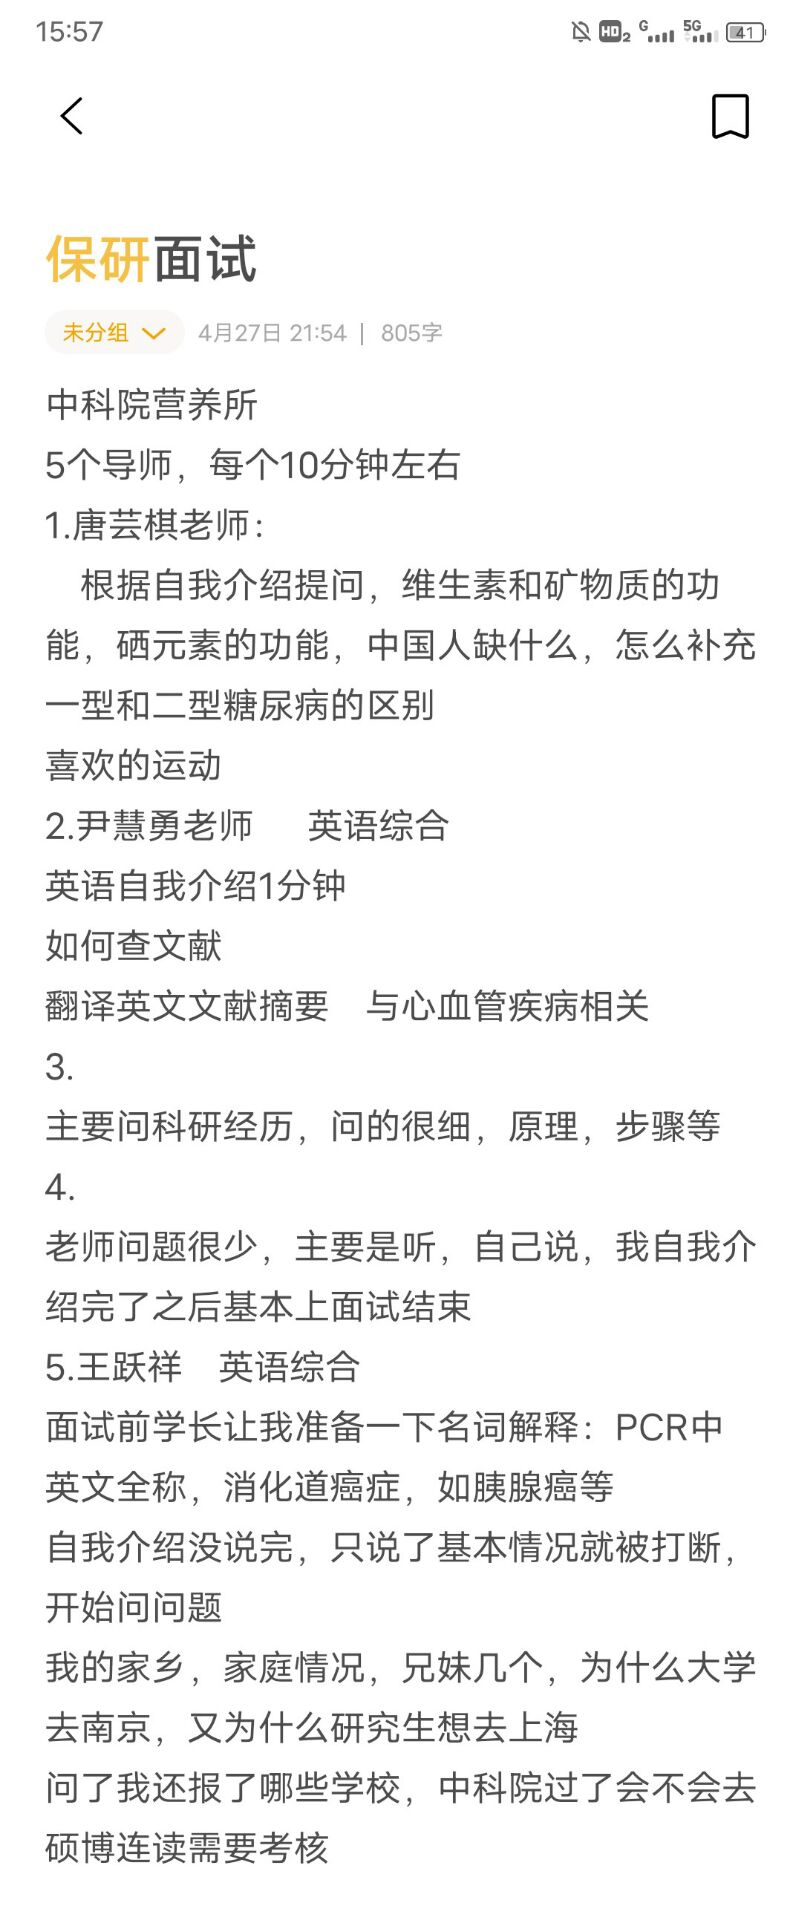 15:57
HD 2 G 5G 41
保研面试
未分组 4月27日 21:54 | 805字
中科院营养所
5个导师，每个10分钟左右
1.唐芸棋老师：
根据自我介绍提问，维生素和矿物质的功
能，硒元素的功能，中国人缺什么，怎么补充
一型和二型糖尿病的区别
喜欢的运动
2.尹慧勇老师 英语综合
英语自我介绍1分钟
如何查文献
翻译英文文献摘要 与心血管疾病相关
3.
主要问科研经历，问的很细，原理，步骤等
4.
老师问题很少，主要是听，自己说，我自我介
绍完了之后基本上面试结束
5.王跃祥 英语综合
面试前学长让我准备一下名词解释：PCR中
英文全称，消化道癌症，如胰腺癌等
自我介绍没说完，只说了基本情况就被打断，
开始问问题
我的家乡，家庭情况，兄妹几个，为什么大学
去南京，又为什么研究生想去上海
问了我还报了哪些学校，中科院过了会不会去
硕博连读需要考核